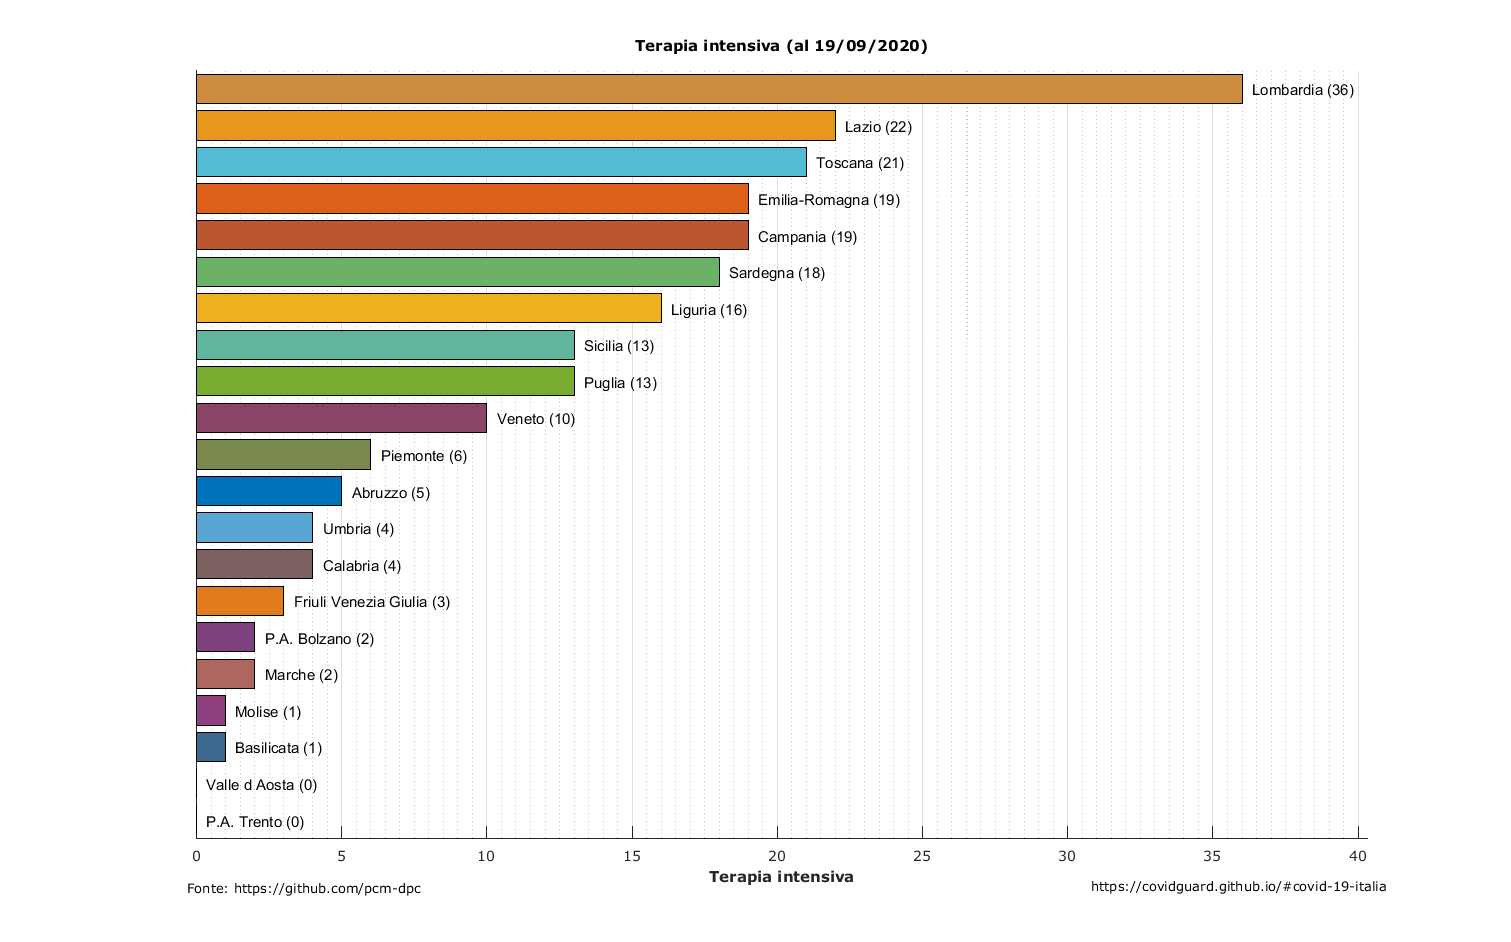 Terapia intensiva (al 19/09/2020)
Lombardia (36)
Lazio (22)
Toscana (21)
Emilia-Romagna (19)
Campania (19)
Sardegna (18)
Liguria (16)
Sicilia (13)
Puglia (13)
Veneto (10)
Piemonte (6)
Abruzzo (5)
Umbria (4)
Calabria (4)
Friuli Venezia Giulia (3)
P.A. Bolzano (2)
Marche (2)
Molise (1)
Basilicata (1)
Valle d Aosta (0)
P.A. Trento (0)
0 5 10 15 20 25 30 35 40
Terapia intensiva
Fonte: https://github.com/pcm-dpc
https://covidguard.github.io/#covid-19-italia